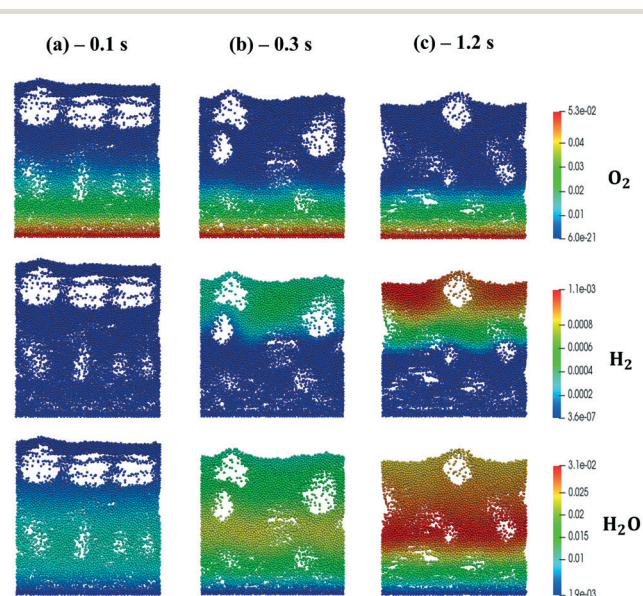 (a) – 0.1 s
(b) – 0.3 s
(c) – 1.2 s
5.3e-02
0.04
0.03
0.02
0.01
6.0e-21
O₂
1.1e-03
0.0008
0.0006
0.0004
0.0002
3.6e-07
H₂
3.1e-02
0.025
0.02
0.015
0.01
1.9e-03
H₂O